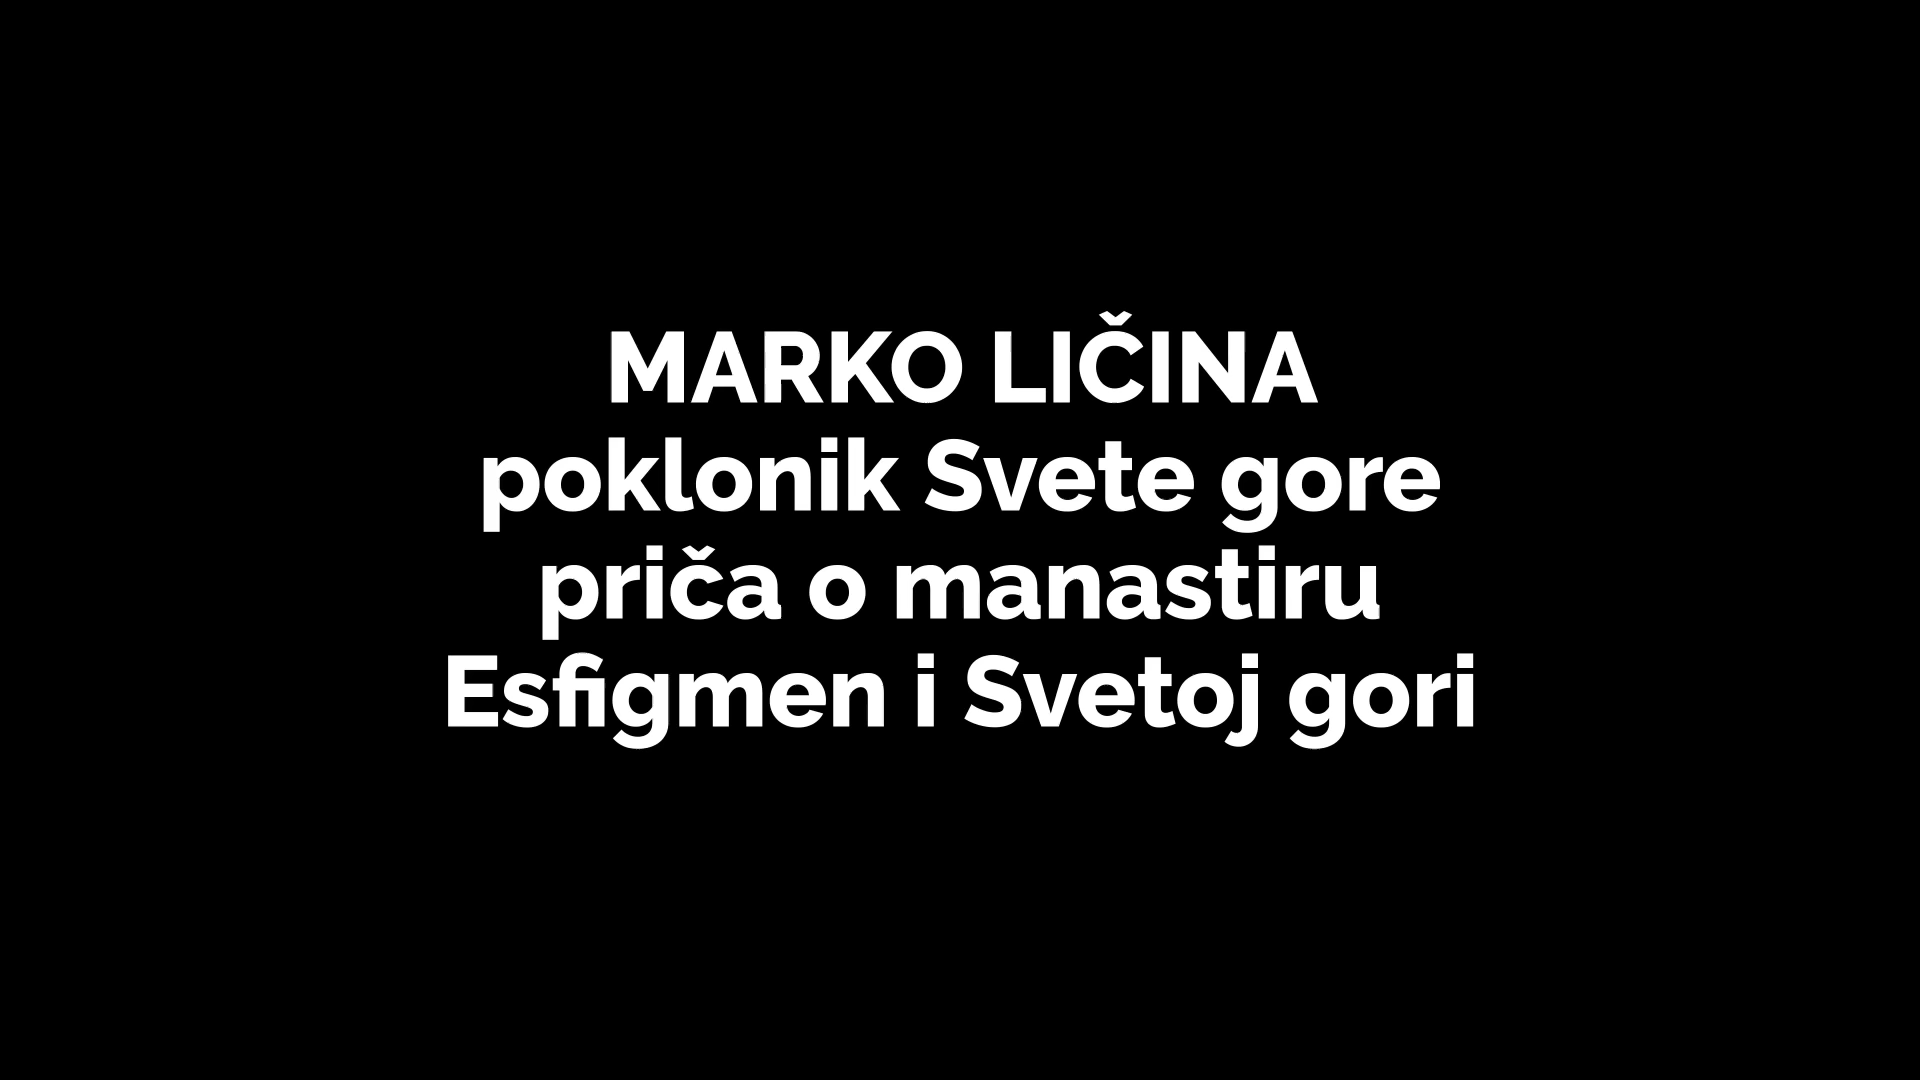 MARKO LIČINA
poklonik Svete gore
priča o manastiru
Esfigmen i Svetoj gori